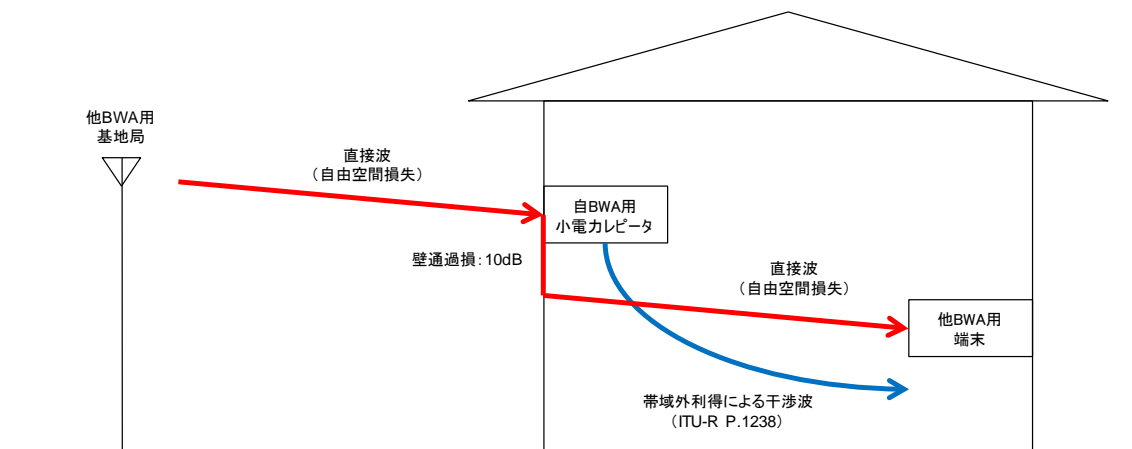 他BWA用
基地局
直接波
（自由空間損失）
自BWA用
小電力レピータ
壁通過損：10dB
直接波
（自由空間損失）
他BWA用
端末
帯域外利得による干渉波
（ITU-R P.1238）